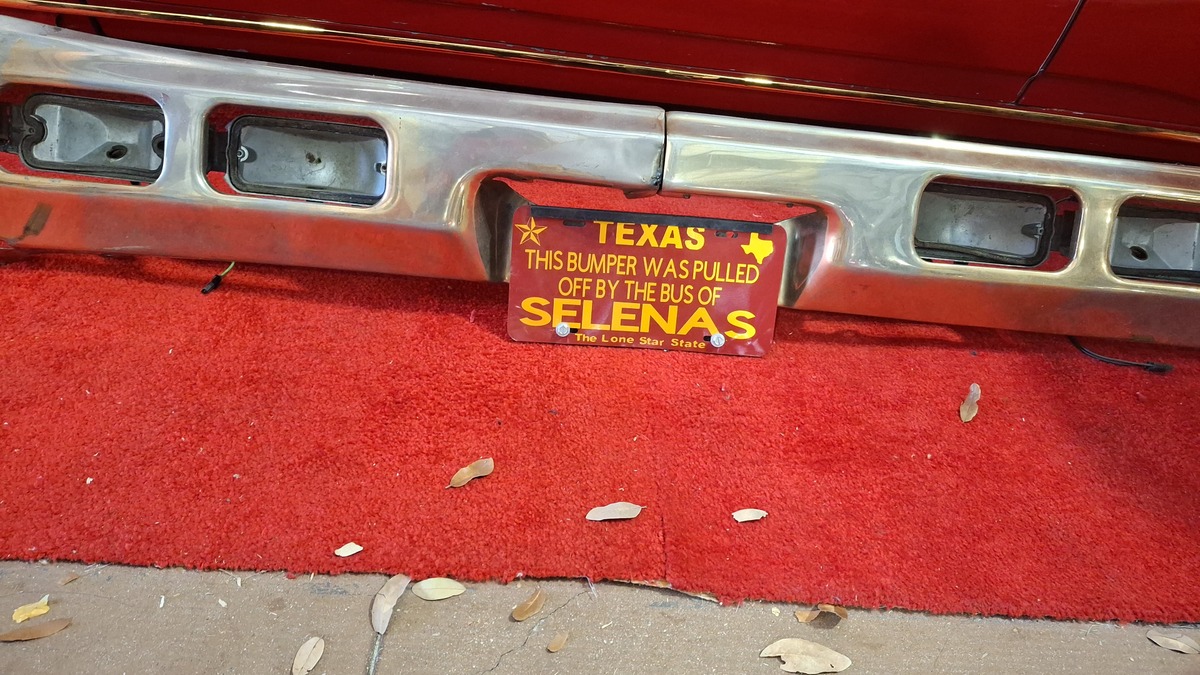 TEXAS
THIS BUMPER WAS PULLED
OFF BY THE BUS OF
SELENAS
The Lone Star State